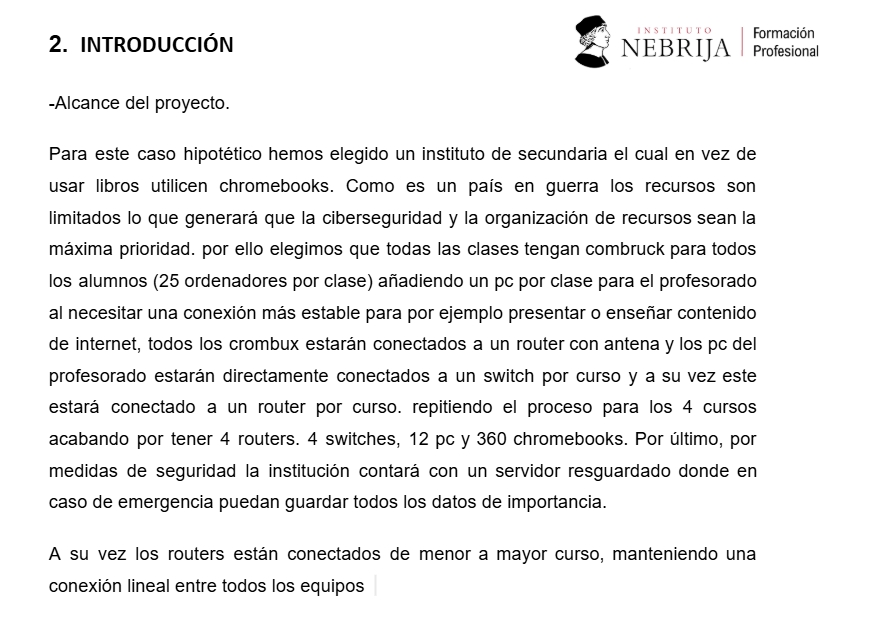 2. INTRODUCCIÓN
INSTITUTO
NEBRIJA
Formación
Profesional
-Alcance del proyecto.
Para este caso hipotético hemos elegido un instituto de secundaria el cual en vez de
usar libros utilicen chromebooks. Como es un país en guerra los recursos son
limitados lo que generará que la ciberseguridad y la organización de recursos sean la
máxima prioridad. por ello elegimos que todas las clases tengan combruck para todos
los alumnos (25 ordenadores por clase) añadiendo un pc por clase para el profesorado
al necesitar una conexión más estable para por ejemplo presentar o enseñar contenido
de internet, todos los crombux estarán conectados a un router con antena y los pc del
profesorado estarán directamente conectados a un switch por curso y a su vez este
estará conectado a un router por curso. repitiendo el proceso para los 4 cursos
acabando por tener 4 routers. 4 switches, 12 pc y 360 chromebooks. Por último, por
medidas de seguridad la institución contará con un servidor resguardado donde en
caso de emergencia puedan guardar todos los datos de importancia.
A su vez los routers están conectados de menor a mayor curso, manteniendo una
conexión lineal entre todos los equipos